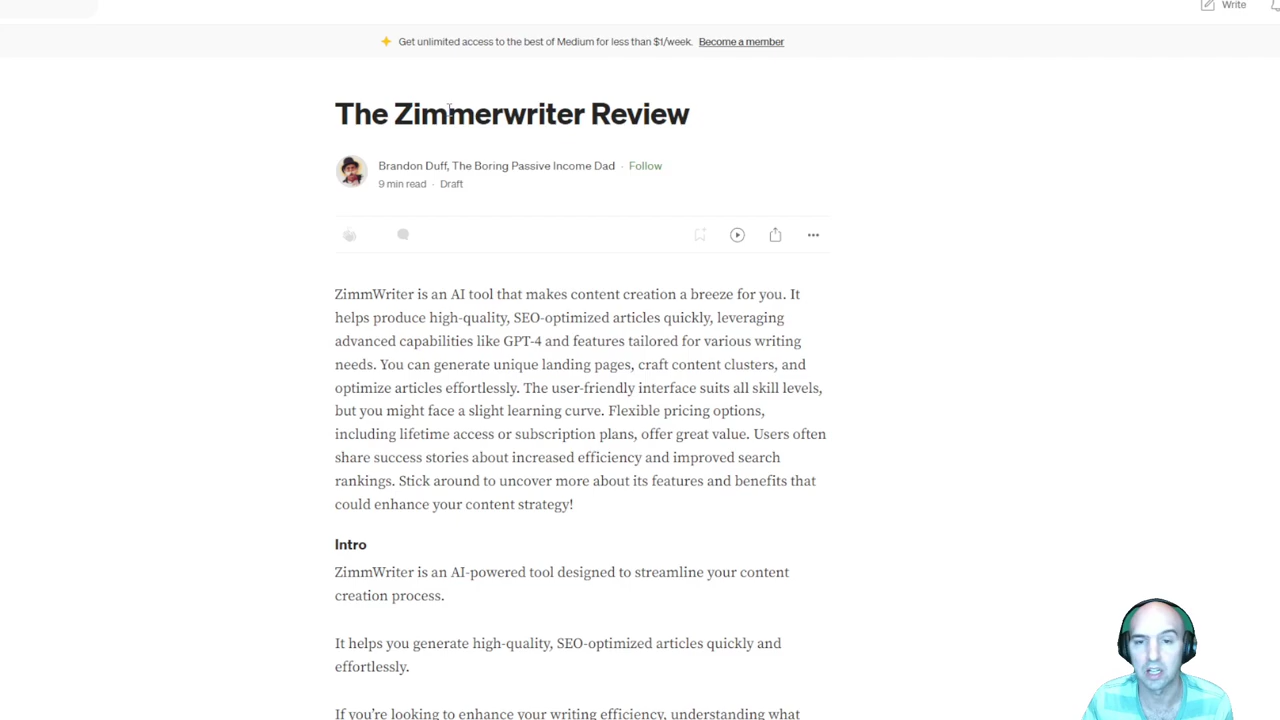 Write
Get unlimited access to the best of Medium for less than $1/week. Become a member
The Zimmerwriter Review
Brandon Duff, The Boring Passive Income Dad · Follow
9 min read · Draft
ZimmWriter is an AI tool that makes content creation a breeze for you. It
helps produce high-quality, SEO-optimized articles quickly, leveraging
advanced capabilities like GPT-4 and features tailored for various writing
needs. You can generate unique landing pages, craft content clusters, and
optimize articles effortlessly. The user-friendly interface suits all skill levels,
but you might face a slight learning curve. Flexible pricing options,
including lifetime access or subscription plans, offer great value. Users often
share success stories about increased efficiency and improved search
rankings. Stick around to uncover more about its features and benefits that
could enhance your content strategy!
Intro
ZimmWriter is an AI-powered tool designed to streamline your content
creation process.
It helps you generate high-quality, SEO-optimized articles quickly and
effortlessly.
If you’re looking to enhance your writing efficiency, understanding what